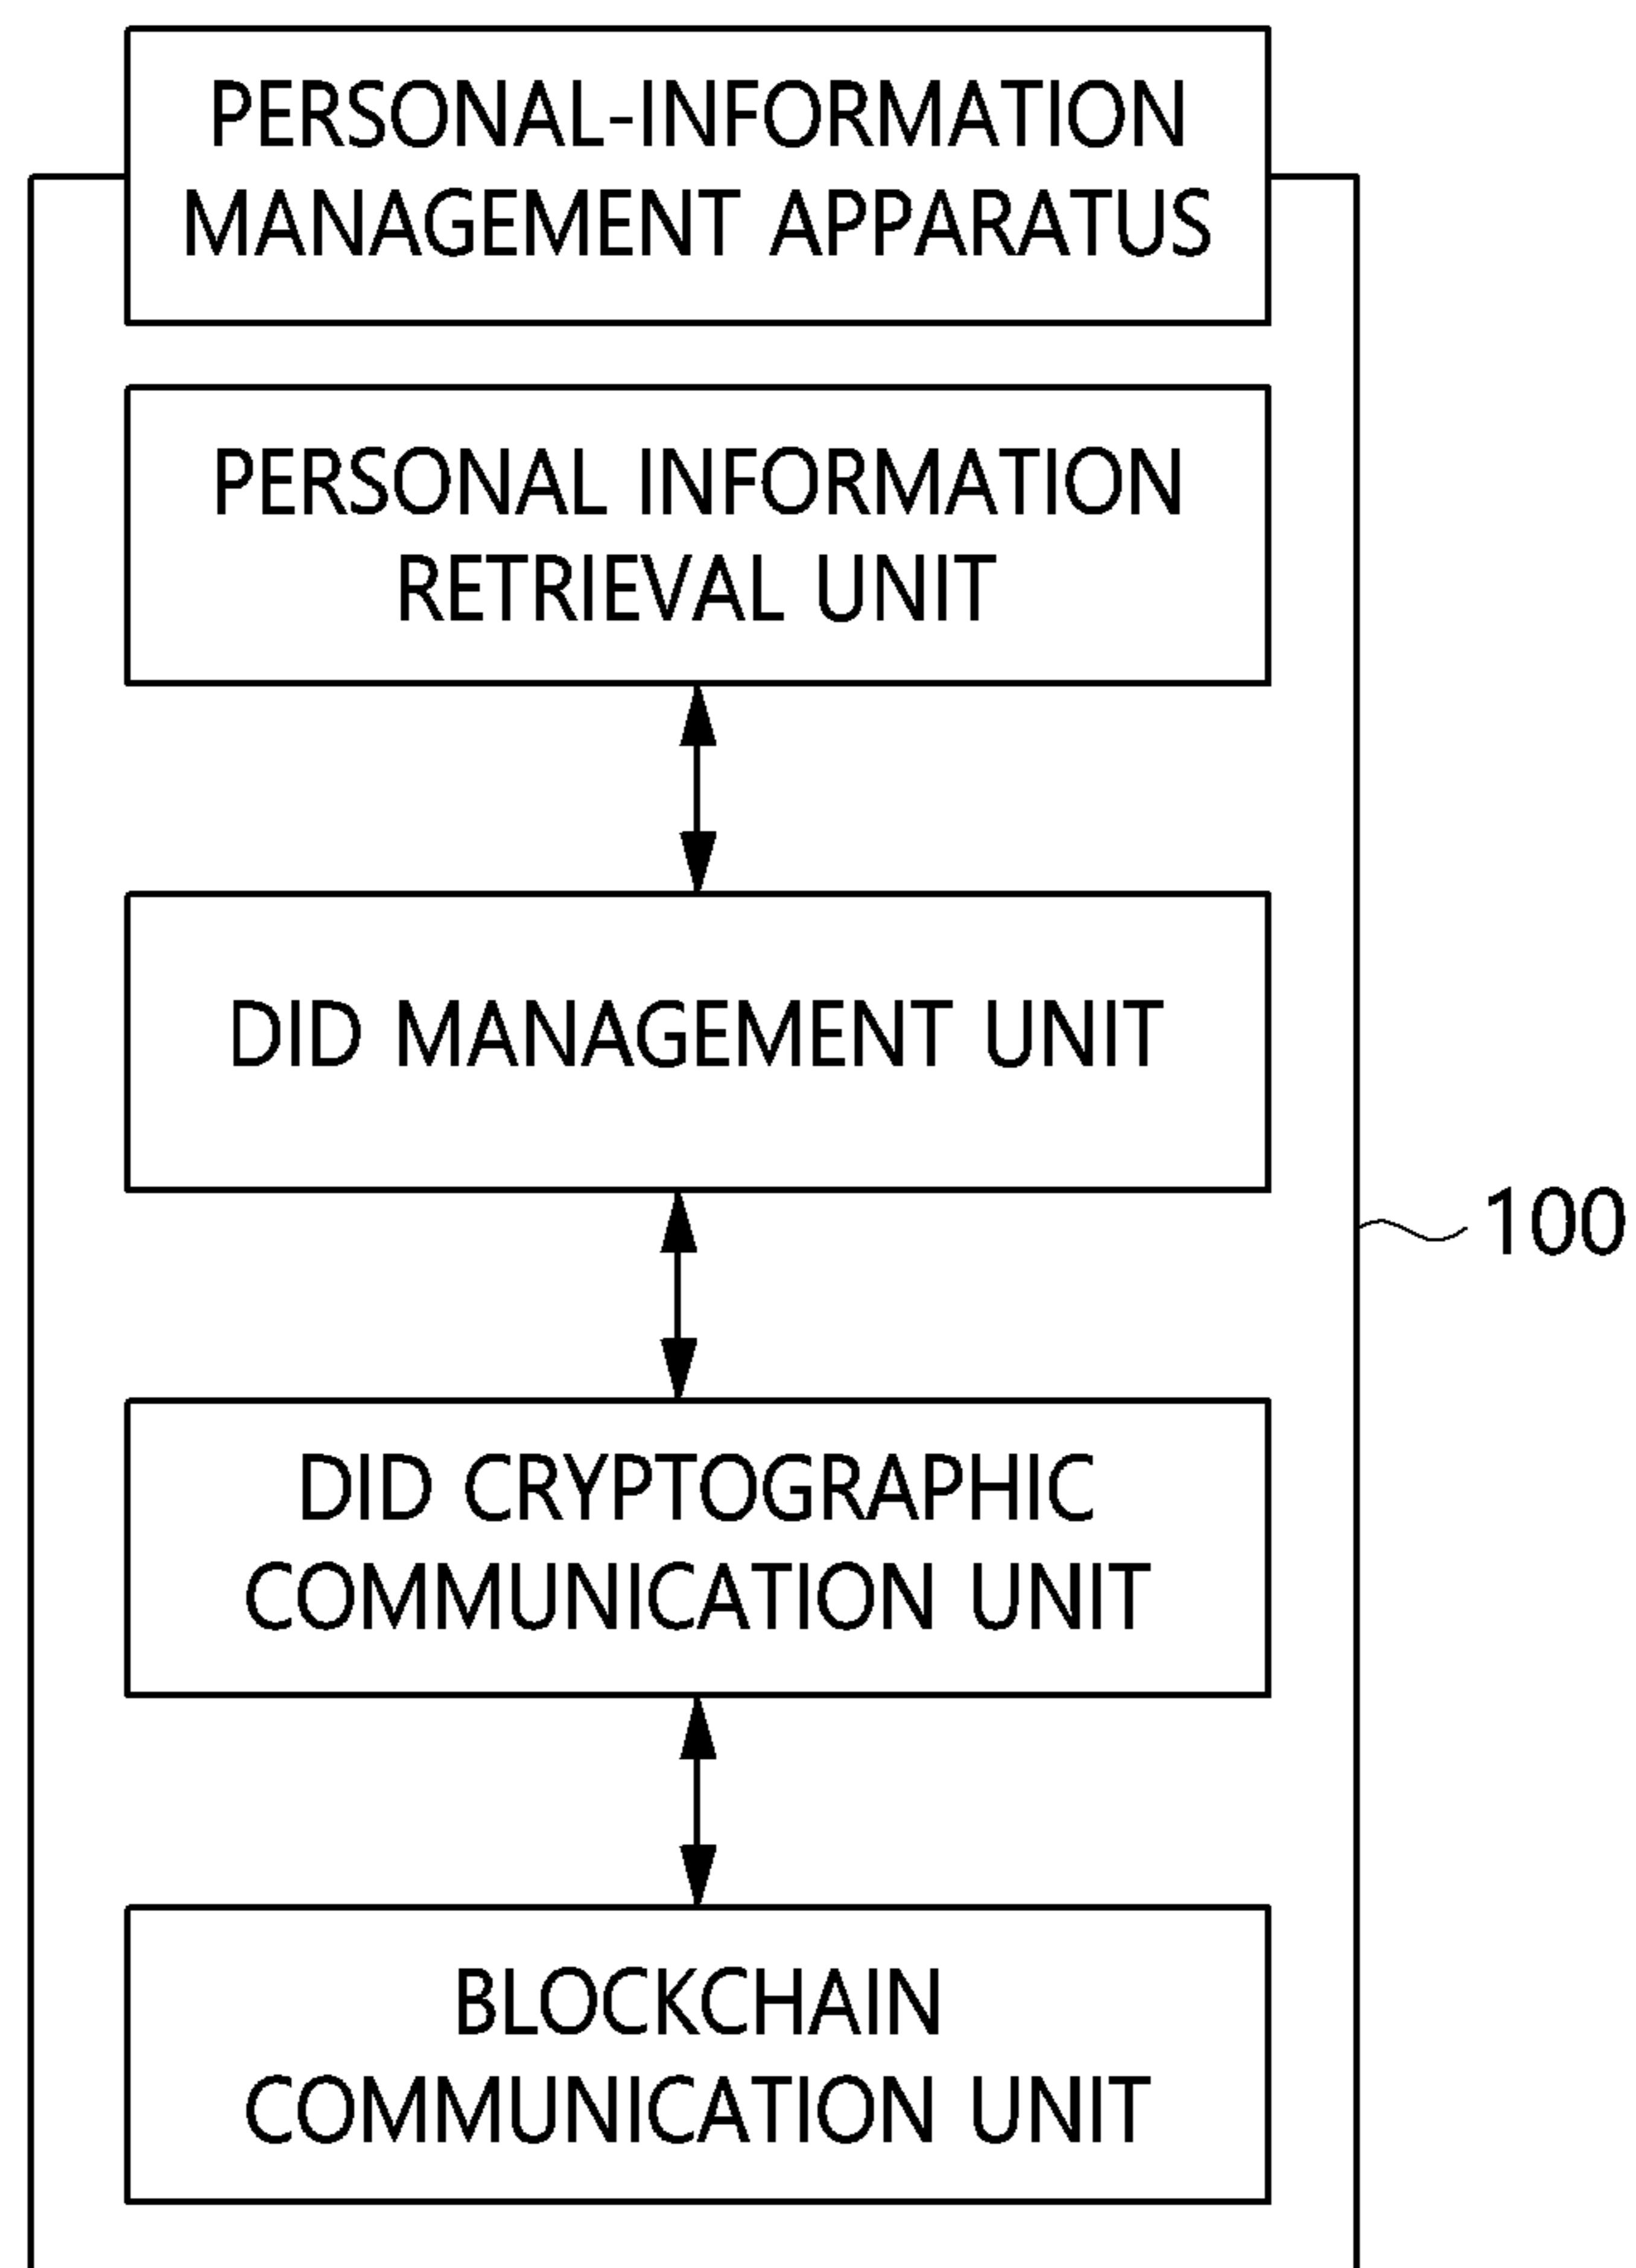 PERSONAL-INFORMATION
MANAGEMENT APPARATUS
PERSONAL INFORMATION
RETRIEVAL UNIT
DID MANAGEMENT UNIT
100
DID CRYPTOGRAPHIC
COMMUNICATION UNIT
BLOCKCHAIN
COMMUNICATION UNIT